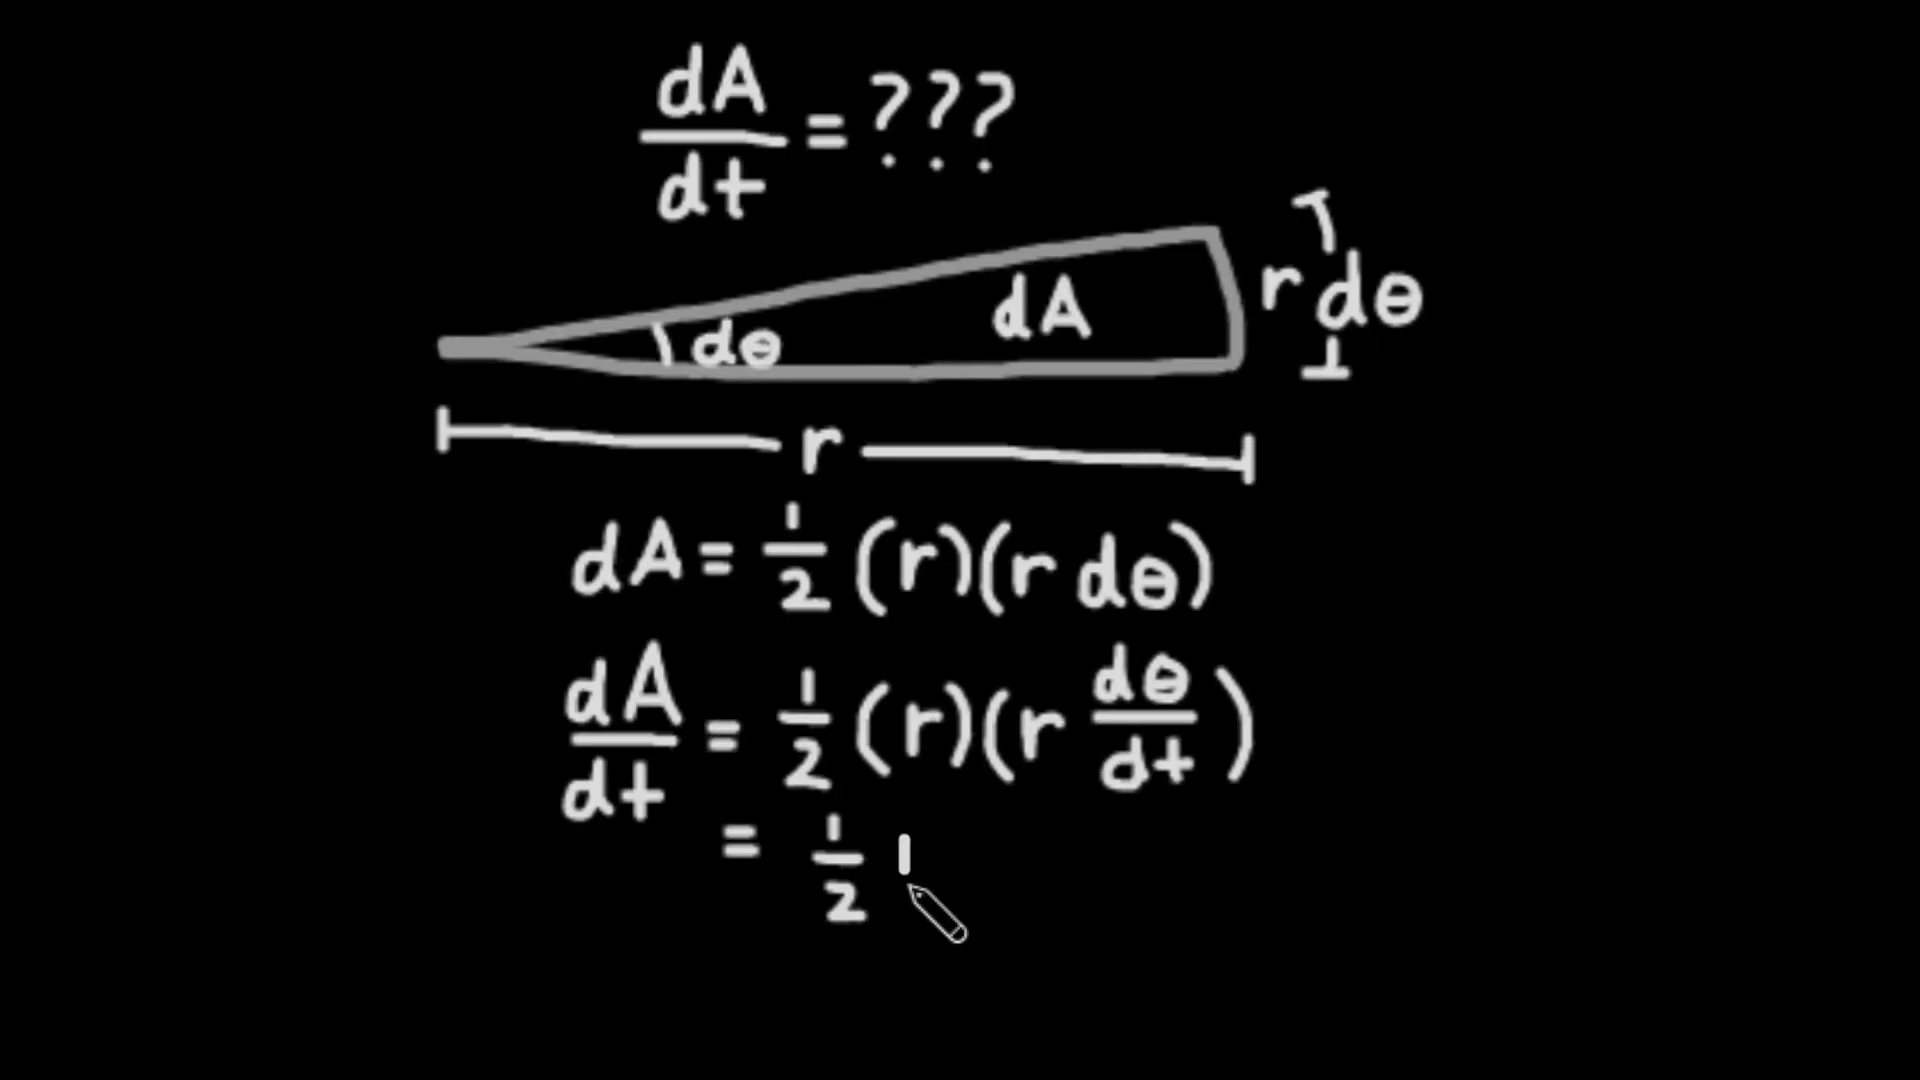 dA/dt = ???
r dθ
dA
dθ
r
dA = 1/2 (r)(r dθ)
dA/dt = 1/2 (r)(r dθ/dt)
= 1/2